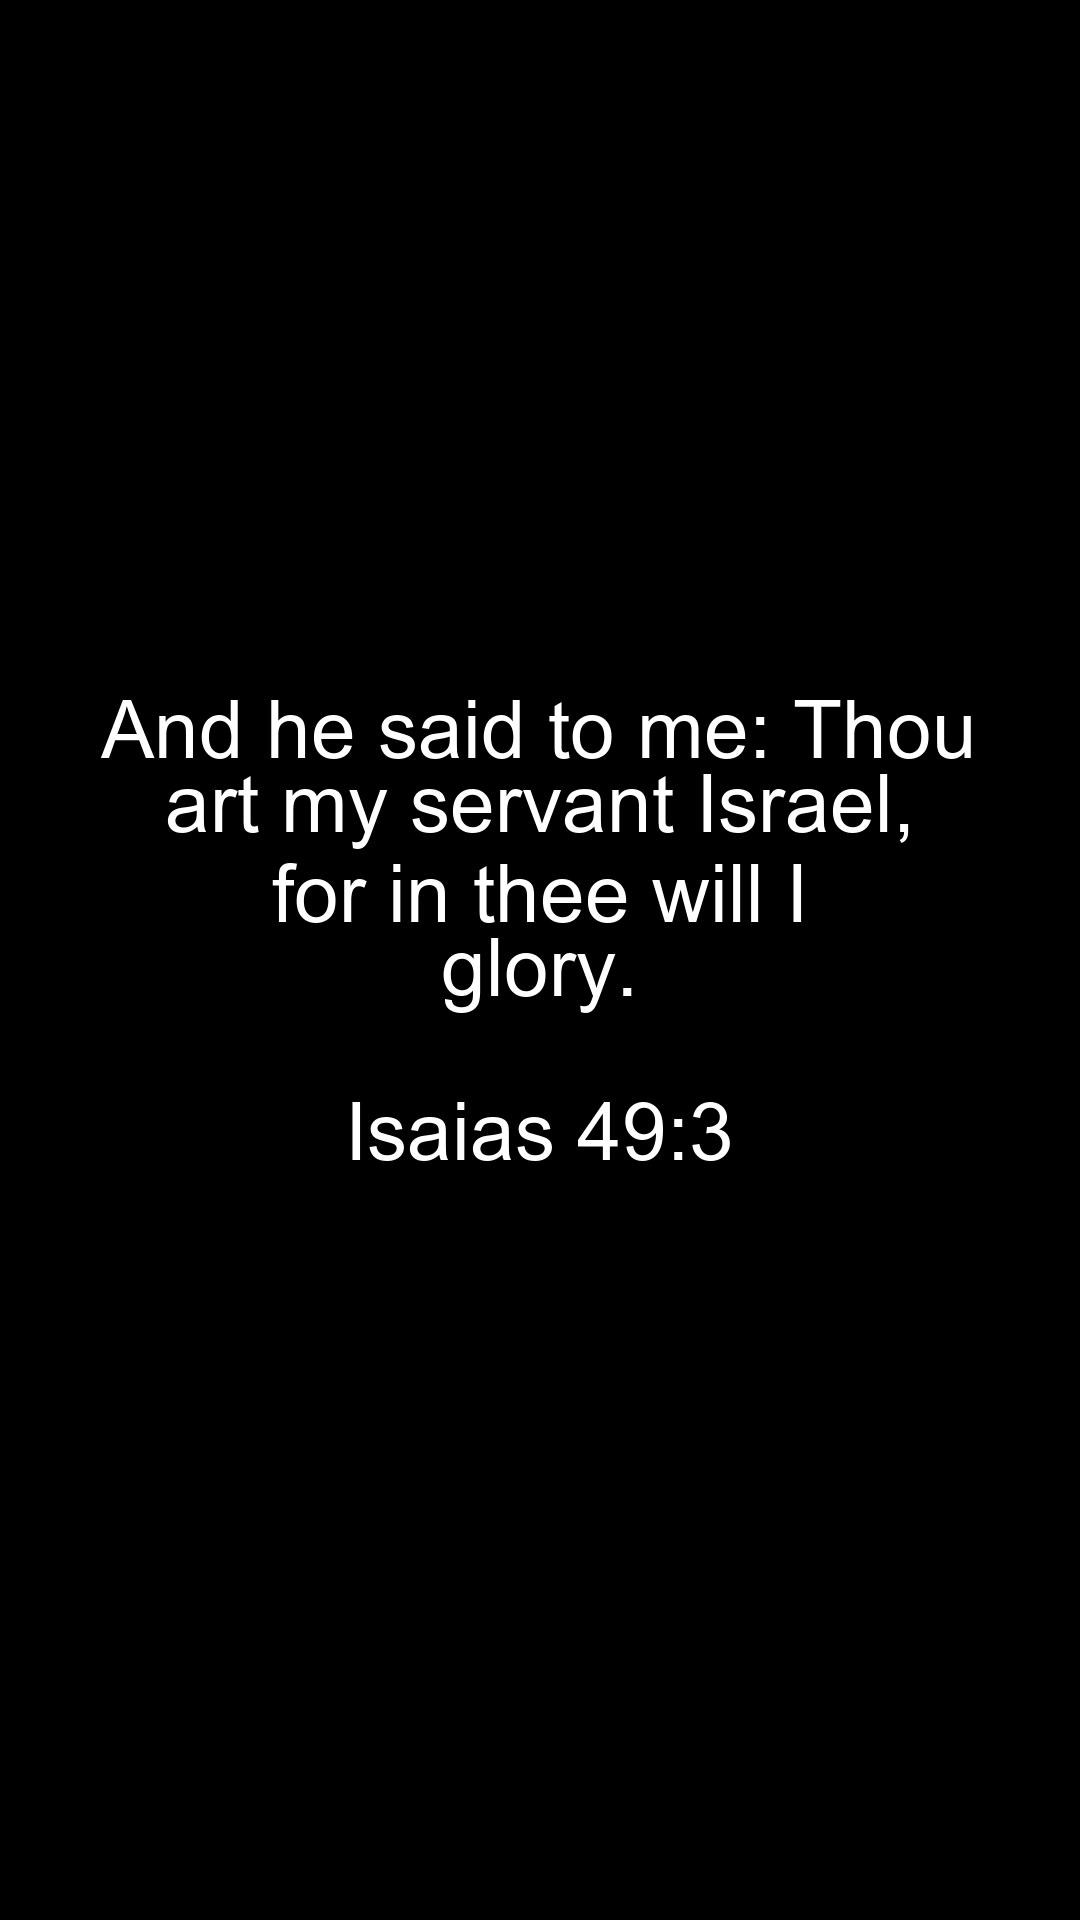 And he said to me: Thou
art my servant Israel,
for in thee will I
glory.
Isaias 49:3